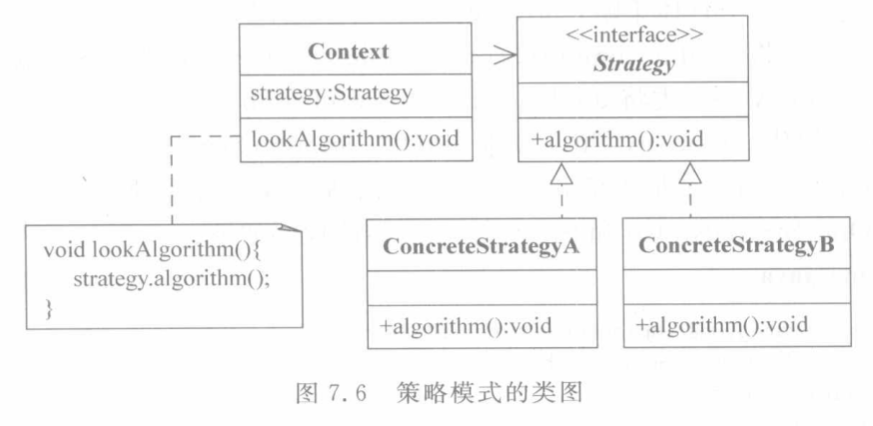 Context
strategy:Strategy
lookAlgorithm():void
<<interface>>
Strategy
+algorithm():void
void lookAlgorithm(){
strategy.algorithm();
}
ConcreteStrategyA
+algorithm():void
ConcreteStrategyB
+algorithm():void
图 7.6 策略模式的类图